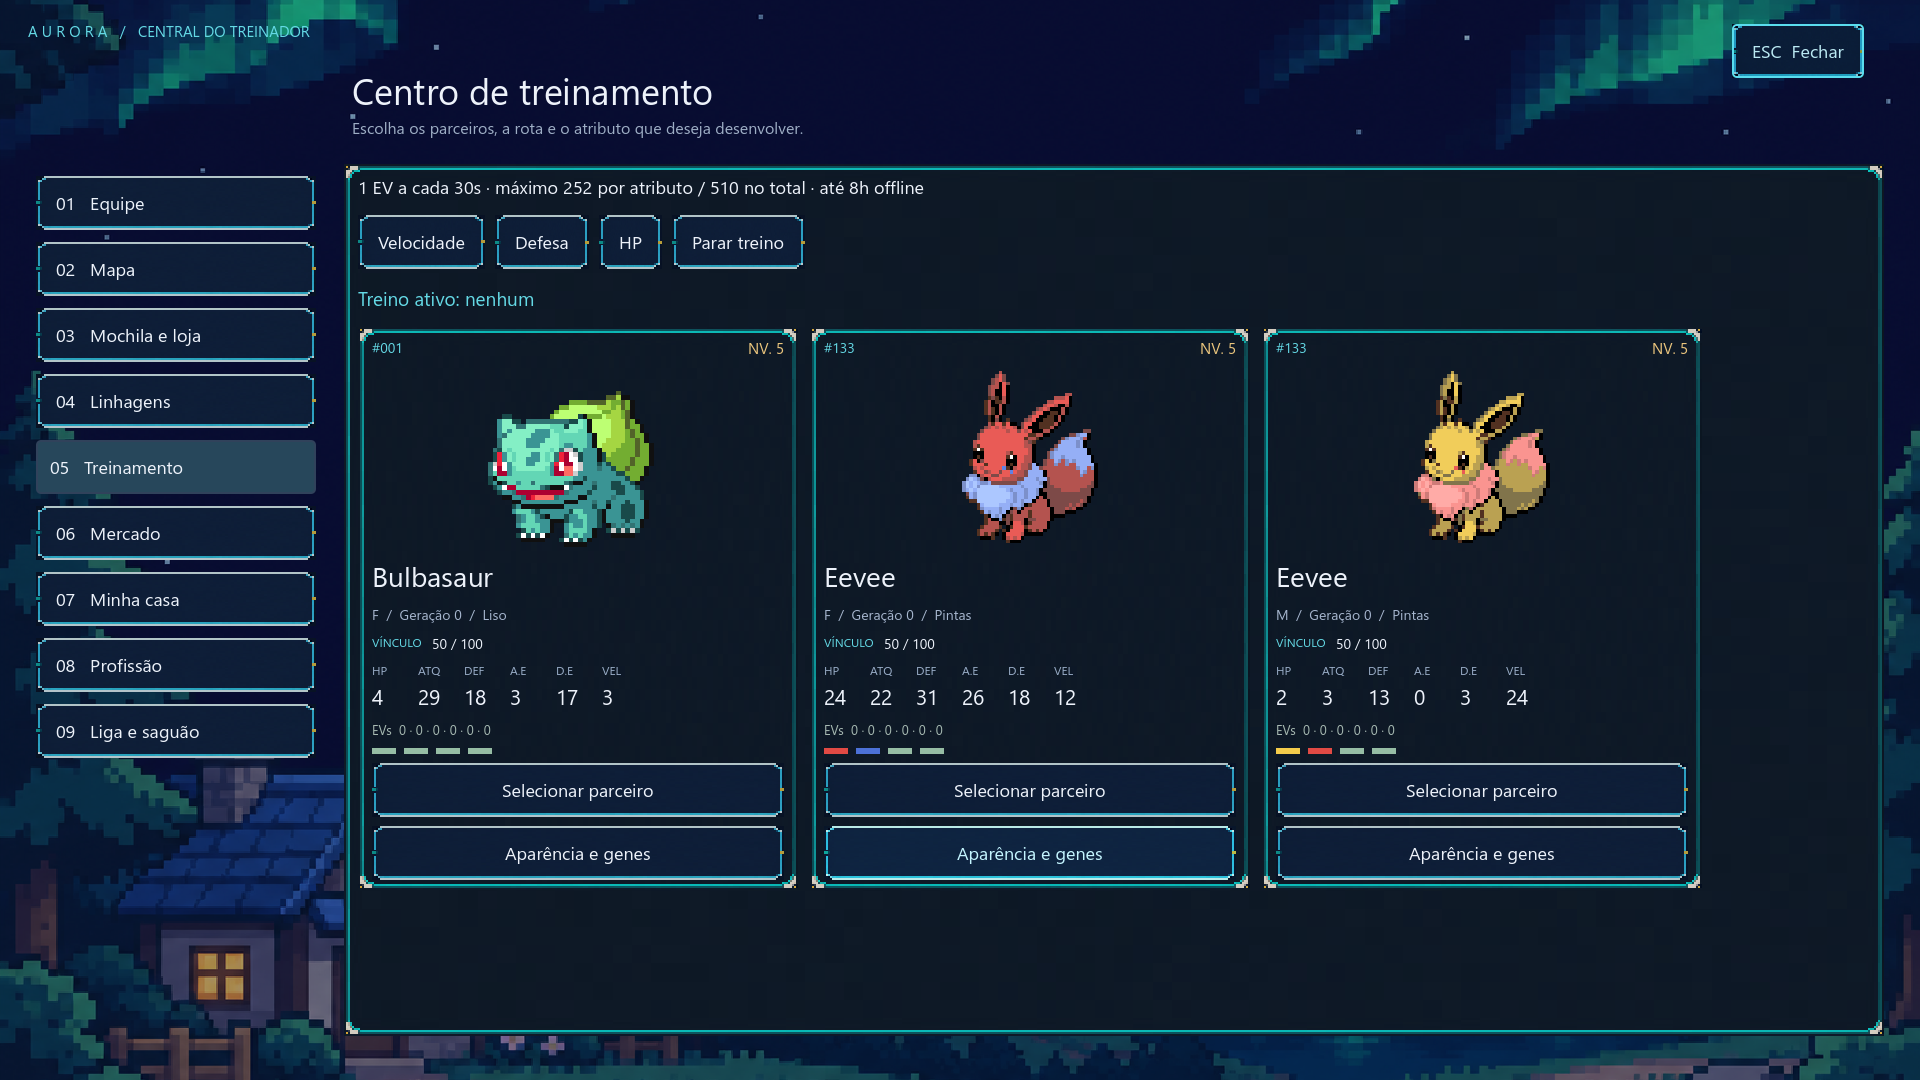 AURORA / CENTRAL DO TREINADOR
ESC Fechar
Centro de treinamento
Escolha os parceiros, a rota e o atributo que deseja desenvolver.
01 Equipe
02 Mapa
03 Mochila e loja
04 Linhagens
05 Treinamento
06 Mercado
07 Minha casa
08 Profissão
09 Liga e saguão
1 EV a cada 30s · máximo 252 por atributo / 510 no total · até 8h offline
Velocidade Defesa HP Parar treino
Treino ativo: nenhum
#001 NV. 5
Bulbasaur
F / Geração 0 / Liso
VÍNCULO 50 / 100
HP ATQ DEF A.E D.E VEL
4 29 18 3 17 3
EVs 0 · 0 · 0 · 0 · 0 · 0
Selecionar parceiro
Aparência e genes
#133 NV. 5
Eevee
F / Geração 0 / Pintas
VÍNCULO 50 / 100
HP ATQ DEF A.E D.E VEL
24 22 31 26 18 12
EVs 0 · 0 · 0 · 0 · 0 · 0
Selecionar parceiro
Aparência e genes
#133 NV. 5
Eevee
M / Geração 0 / Pintas
VÍNCULO 50 / 100
HP ATQ DEF A.E D.E VEL
2 3 13 0 3 24
EVs 0 · 0 · 0 · 0 · 0 · 0
Selecionar parceiro
Aparência e genes